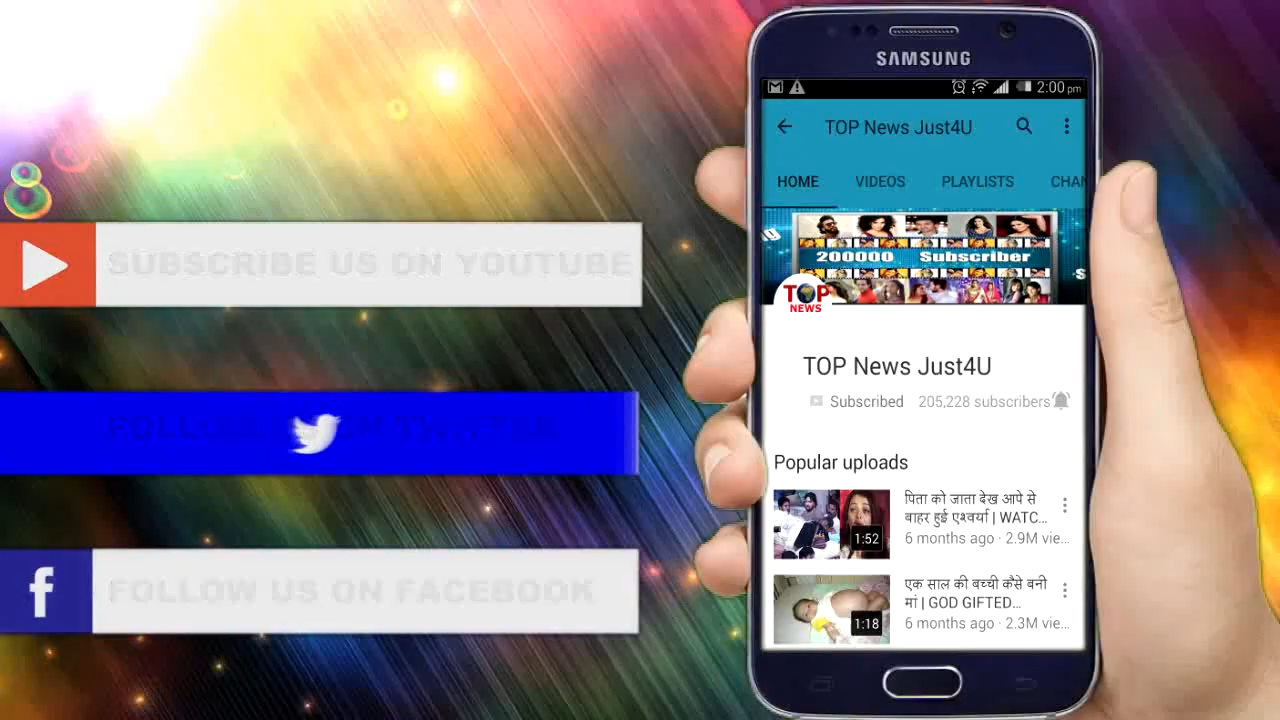 SUBSCRIBE US ON YOUTUBE
FOLLOW US ON FACEBOOK
SAMSUNG
2:00 pm
TOP News Just4U
HOME VIDEOS PLAYLISTS CHAN
200000 Subscriber
TOP
NEWS
TOP News Just4U
Subscribed 205,228 subscribers
Popular uploads
पिता को जाता देख आपे से
बाहर हुई एश्वर्या | WATC...
1:52
6 months ago · 2.9M vie...
एक साल की बच्ची कैसे बनी
मां | GOD GIFTED...
1:18
6 months ago · 2.3M vie...